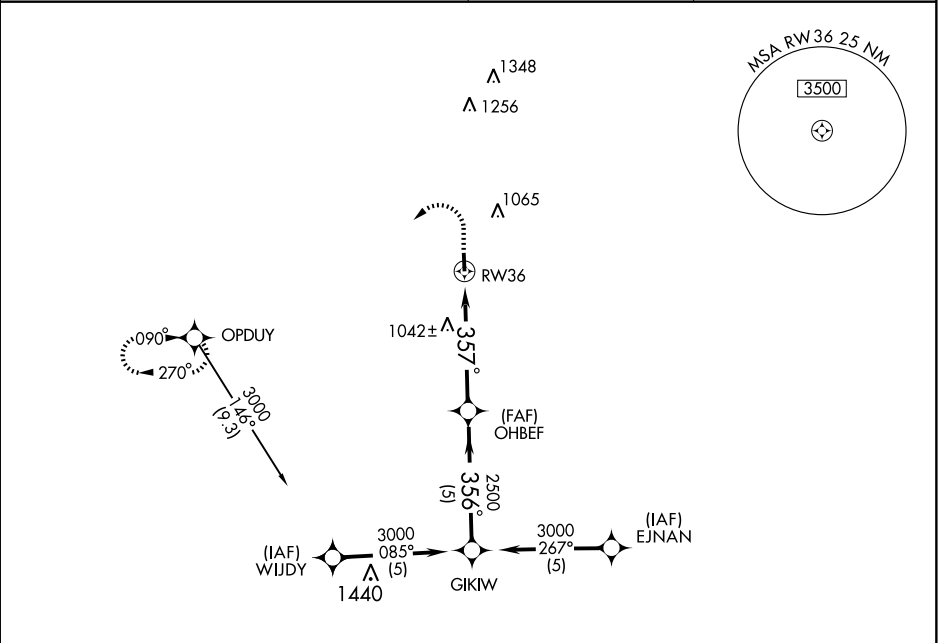 MSA RW36 25 NM
3500
1348
1256
1065
RW36
1042±
357°
090°
OPDUY
270°
3000
146°
(9.3)
(FAF)
OHBEF
2500
356°
(5)
(IAF)
WIJDY
3000
085°
(5)
1440
GIKIW
3000
267°
(5)
(IAF)
EJNAN